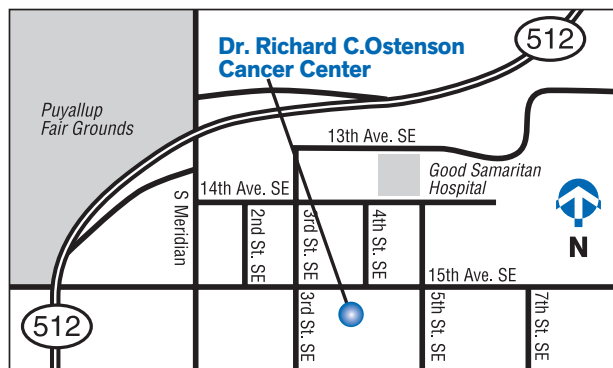 512
Dr. Richard C.Ostenson
Cancer Center
Puyallup
Fair Grounds
13th Ave. SE
Good Samaritan
Hospital
14th Ave. SE
S Meridian
2nd St. SE
3rd St. SE
4th St. SE
N
15th Ave. SE
512
3rd St. SE
5th St. SE
7th St. SE